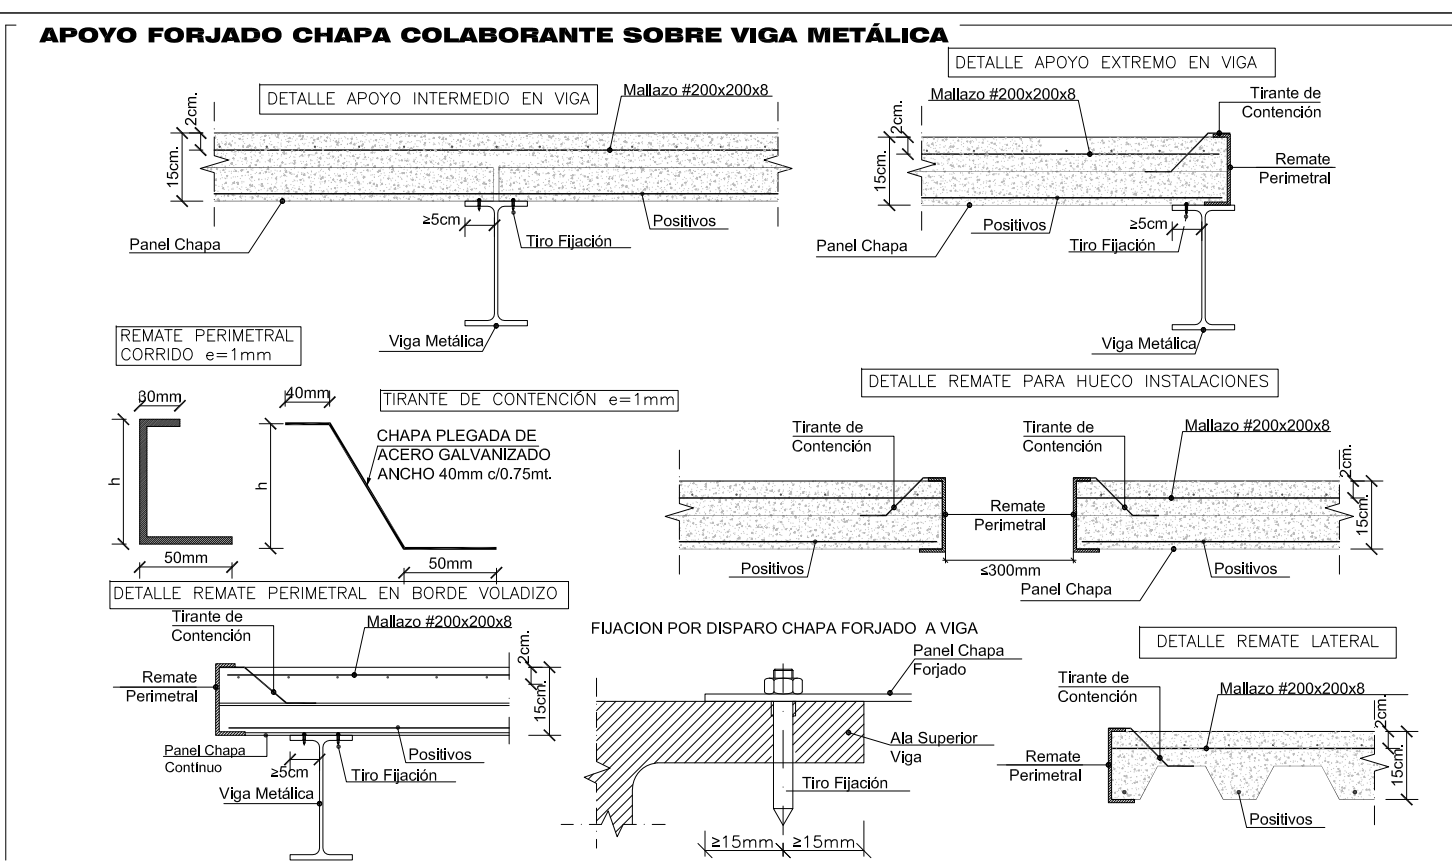 APOYO FORJADO CHAPA COLABORANTE SOBRE VIGA METÁLICA
DETALLE APOYO INTERMEDIO EN VIGA
Mallazo #200x200x8
2cm.
15cm.
≥5cm
Positivos
Tiro Fijación
Panel Chapa
Viga Metálica
DETALLE APOYO EXTREMO EN VIGA
Mallazo #200x200x8
Tirante de
Contención
2cm.
15cm.
Remate
Perimetral
Positivos
≥5cm
Panel Chapa
Tiro Fijación
Viga Metálica
REMATE PERIMETRAL
CORRIDO e=1mm
30mm
h
50mm
40mm
TIRANTE DE CONTENCIÓN e=1mm
CHAPA PLEGADA DE
ACERO GALVANIZADO
ANCHO 40mm c/0.75mt.
h
50mm
DETALLE REMATE PARA HUECO INSTALACIONES
Tirante de
Contención
Tirante de
Contención
Mallazo #200x200x8
2cm.
15cm.
Remate
Perimetral
Positivos
≤300mm
Positivos
Panel Chapa
DETALLE REMATE PERIMETRAL EN BORDE VOLADIZO
Tirante de
Contención
Mallazo #200x200x8
2cm.
15cm.
Remate
Perimetral
Panel Chapa
Contínuo
≥5cm
Positivos
Tiro Fijación
Viga Metálica
FIJACION POR DISPARO CHAPA FORJADO A VIGA
Panel Chapa
Forjado
Ala Superior
Viga
Tiro Fijación
≥15mm
≥15mm
DETALLE REMATE LATERAL
Tirante de
Contención
Mallazo #200x200x8
2cm.
15cm.
Remate
Perimetral
Positivos